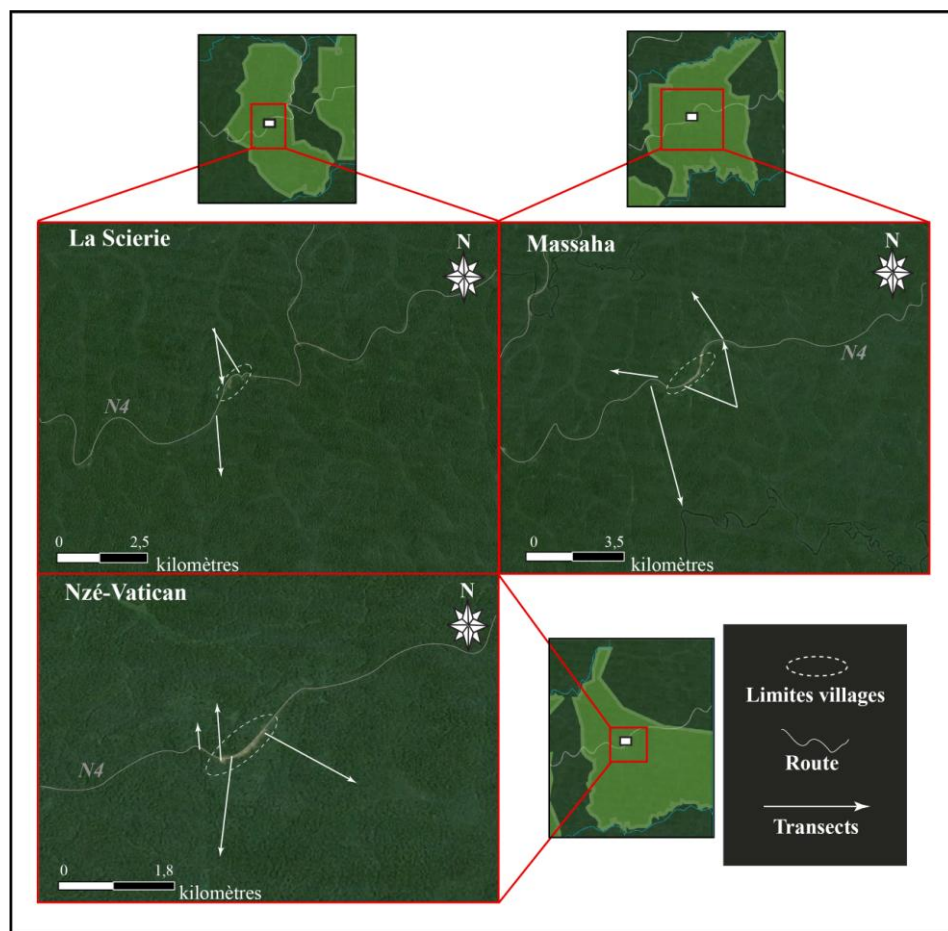 La Scierie
N
N4
0 2,5
kilomètres
Massaha
N
N4
0 3,5
kilomètres
Nzé-Vatican
N
N4
0 1,8
kilomètres
Limites villages
Route
Transects